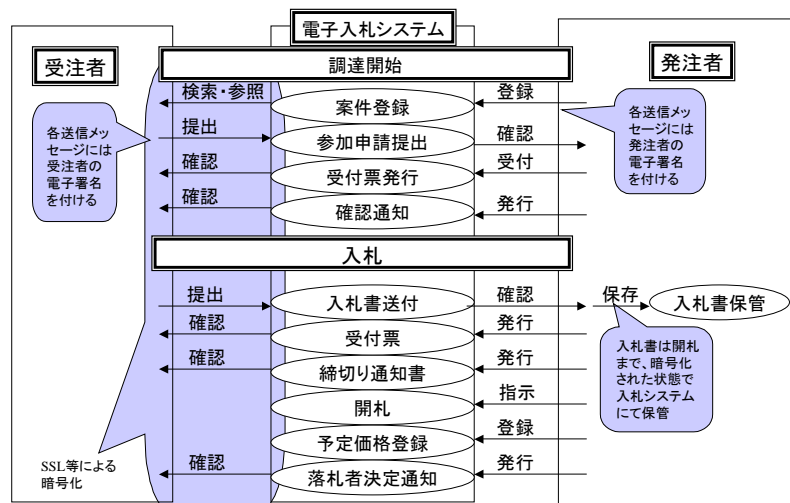 電子入札システム
受注者
発注者
調達開始
検索・参照
案件登録
登録
各送信メッ
セージには
受注者の
電子署名
を付ける
提出
参加申請提出
確認
各送信メッ
セージには
発注者の
電子署名
を付ける
確認
受付票発行
受付
確認
確認通知
発行
入札
提出
入札書送付
確認
保存
入札書保管
確認
受付票
発行
確認
締切り通知書
発行
入札書は開札
まで、暗号化
された状態で
入札システム
にて保管
開札
指示
予定価格登録
登録
SSL等による
暗号化
確認
落札者決定通知
発行